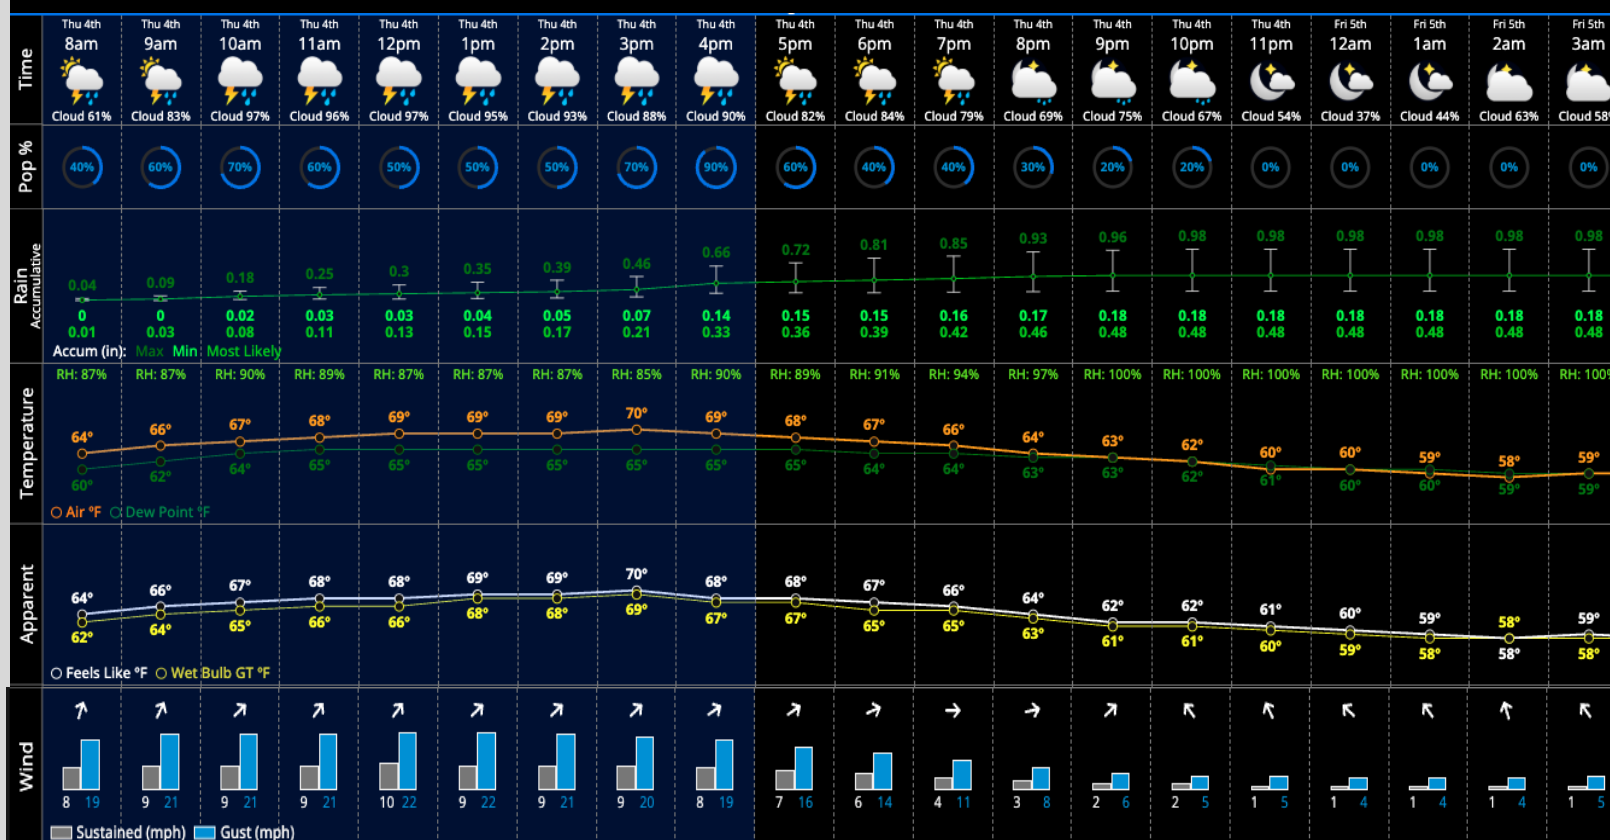 Thu 4th Thu 4th Thu 4th Thu 4th Thu 4th Thu 4th Thu 4th Thu 4th Thu 4th Thu 4th Thu 4th Thu 4th Thu 4th Thu 4th Thu 4th Thu 4th Fri 5th Fri 5th Fri 5th Fri 5th
8am 9am 10am 11am 12pm 1pm 2pm 3pm 4pm 5pm 6pm 7pm 8pm 9pm 10pm 11pm 12am 1am 2am 3am
Time
Cloud 61% Cloud 83% Cloud 97% Cloud 96% Cloud 97% Cloud 95% Cloud 93% Cloud 88% Cloud 90% Cloud 82% Cloud 84% Cloud 79% Cloud 69% Cloud 75% Cloud 67% Cloud 54% Cloud 37% Cloud 44% Cloud 63% Cloud 58%
Pop %
40% 60% 70% 60% 50% 50% 50% 70% 90% 60% 40% 40% 30% 20% 20% 0% 0% 0% 0% 0%
Rain
Accumulative
0.04 0.09 0.18 0.25 0.3 0.35 0.39 0.46 0.66 0.72 0.81 0.85 0.93 0.96 0.98 0.98 0.98 0.98 0.98 0.98
0 0 0.02 0.03 0.03 0.04 0.05 0.07 0.14 0.15 0.15 0.16 0.17 0.18 0.18 0.18 0.18 0.18 0.18 0.18
0.01 0.03 0.08 0.11 0.13 0.15 0.17 0.21 0.33 0.36 0.39 0.42 0.46 0.48 0.48 0.48 0.48 0.48 0.48 0.48
Accum (in): Max Min Most Likely
RH: 87% RH: 87% RH: 90% RH: 89% RH: 87% RH: 87% RH: 87% RH: 85% RH: 90% RH: 89% RH: 91% RH: 94% RH: 97% RH: 100% RH: 100% RH: 100% RH: 100% RH: 100% RH: 100% RH: 100%
Temperature
64° 66° 67° 68° 69° 69° 69° 70° 69° 68° 67° 66° 64° 63° 62° 60° 60° 59° 58° 59°
60° 62° 64° 65° 65° 65° 65° 65° 65° 65° 64° 64° 63° 63° 62° 61° 60° 60° 59° 59°
Air °F Dew Point °F
Apparent
64° 66° 67° 68° 68° 69° 69° 70° 68° 68° 67° 66° 64° 62° 62° 61° 60° 59° 58° 59°
62° 64° 65° 66° 66° 68° 68° 69° 67° 67° 65° 65° 63° 61° 61° 60° 59° 58° 58° 58°
Feels Like °F Wet Bulb GT °F
Wind
8 19 9 21 9 21 9 21 10 22 9 22 9 21 9 20 8 19 7 16 6 14 4 11 3 8 2 6 2 5 1 5 1 4 1 4 1 4 1 5
Sustained (mph) Gust (mph)